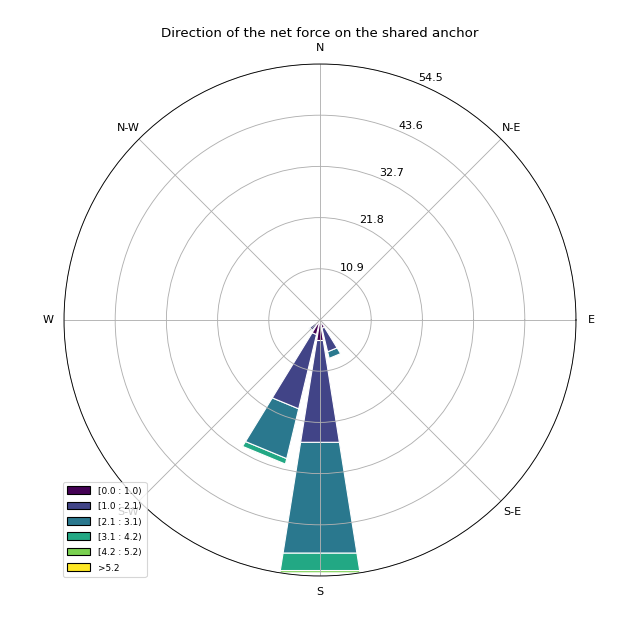 Direction of the net force on the shared anchor
N
54.5
N-W
43.6
N-E
32.7
21.8
10.9
W
E
[0.0 : 1.0)
[1.0 : 2.1)
S-W
S-E
[2.1 : 3.1)
[3.1 : 4.2)
[4.2 : 5.2)
>5.2
S